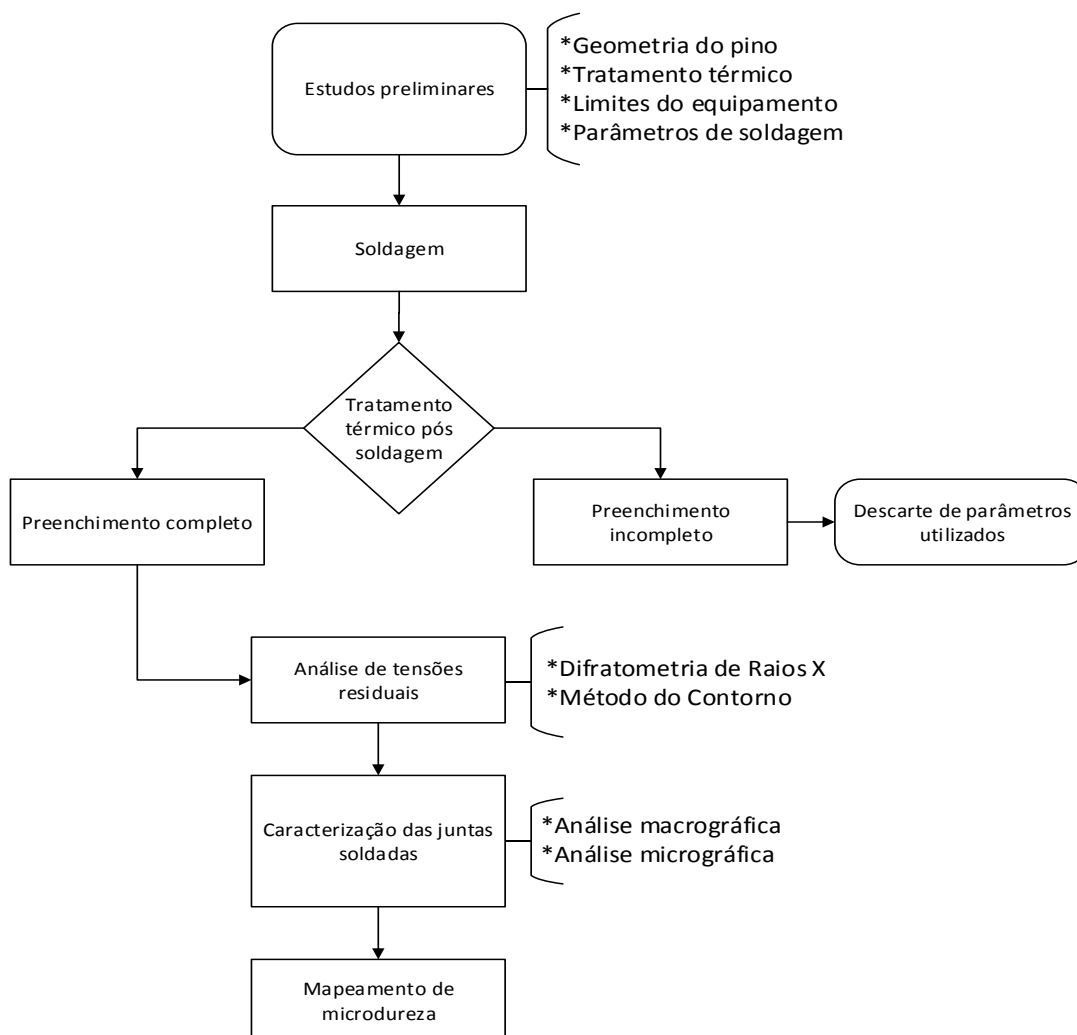 Estudos preliminares
*Geometria do pino
*Tratamento térmico
*Limites do equipamento
*Parâmetros de soldagem
Soldagem
Tratamento
térmico pós
soldagem
Preenchimento completo
Preenchimento
incompleto
Descarte de parâmetros
utilizados
Análise de tensões
residuais
*Difratometria de Raios X
*Método do Contorno
Caracterização das juntas
soldadas
*Análise macrográfica
*Análise micrográfica
Mapeamento de
microdureza